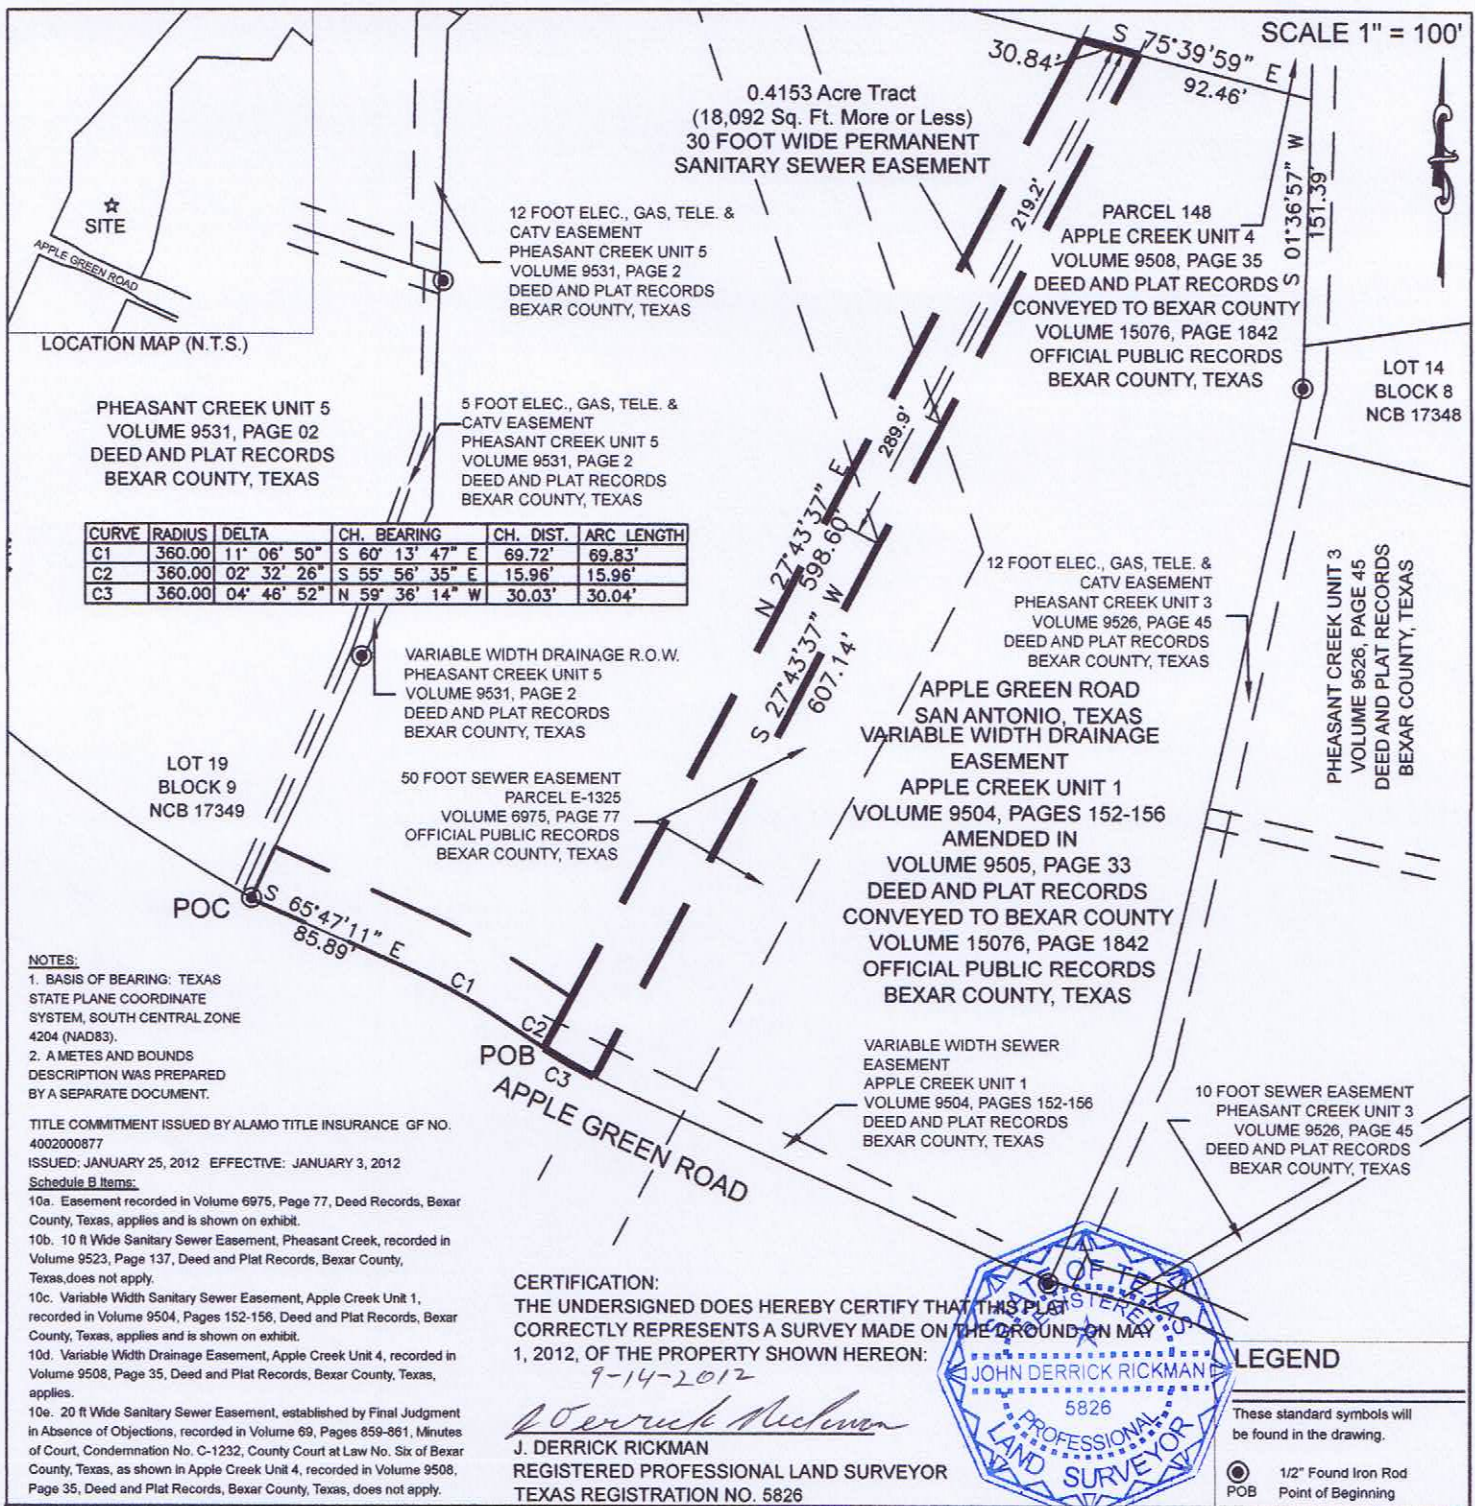 SCALE 1" = 100'
SITE
APPLE GREEN ROAD
LOCATION MAP (N.T.S.)
30.84'
S 75°39'59" E
92.46'
0.4153 Acre Tract
(18,092 Sq. Ft. More or Less)
30 FOOT WIDE PERMANENT
SANITARY SEWER EASEMENT
12 FOOT ELEC., GAS, TELE. &
CATV EASEMENT
PHEASANT CREEK UNIT 5
VOLUME 9531, PAGE 2
DEED AND PLAT RECORDS
BEXAR COUNTY, TEXAS
219.2'
PARCEL 148
APPLE CREEK UNIT 4
VOLUME 9508, PAGE 35
DEED AND PLAT RECORDS
CONVEYED TO BEXAR COUNTY
VOLUME 15076, PAGE 1842
OFFICIAL PUBLIC RECORDS
BEXAR COUNTY, TEXAS
S 01°36'57" W
151.39'
LOT 14
BLOCK 8
NCB 17348
PHEASANT CREEK UNIT 5
VOLUME 9531, PAGE 02
DEED AND PLAT RECORDS
BEXAR COUNTY, TEXAS
5 FOOT ELEC., GAS, TELE. &
CATV EASEMENT
PHEASANT CREEK UNIT 5
VOLUME 9531, PAGE 2
DEED AND PLAT RECORDS
BEXAR COUNTY, TEXAS
289.9'
N 27°43'37" E
598.60'
S 27°43'37" W
607.14'
CURVE RADIUS DELTA CH. BEARING CH. DIST. ARC LENGTH
C1 360.00 11° 06' 50" S 60° 13' 47" E 69.72' 69.83'
C2 360.00 02° 32' 26" S 55° 56' 35" E 15.96' 15.96'
C3 360.00 04° 46' 52" N 59° 36' 14" W 30.03' 30.04'
12 FOOT ELEC., GAS, TELE. &
CATV EASEMENT
PHEASANT CREEK UNIT 3
VOLUME 9526, PAGE 45
DEED AND PLAT RECORDS
BEXAR COUNTY, TEXAS
PHEASANT CREEK UNIT 3
VOLUME 9526, PAGE 45
DEED AND PLAT RECORDS
BEXAR COUNTY, TEXAS
VARIABLE WIDTH DRAINAGE R.O.W.
PHEASANT CREEK UNIT 5
VOLUME 9531, PAGE 2
DEED AND PLAT RECORDS
BEXAR COUNTY, TEXAS
APPLE GREEN ROAD
SAN ANTONIO, TEXAS
VARIABLE WIDTH DRAINAGE
EASEMENT
APPLE CREEK UNIT 1
VOLUME 9504, PAGES 152-156
AMENDED IN
VOLUME 9505, PAGE 33
DEED AND PLAT RECORDS
CONVEYED TO BEXAR COUNTY
VOLUME 15076, PAGE 1842
OFFICIAL PUBLIC RECORDS
BEXAR COUNTY, TEXAS
LOT 19
BLOCK 9
NCB 17349
50 FOOT SEWER EASEMENT
PARCEL E-1325
VOLUME 6975, PAGE 77
OFFICIAL PUBLIC RECORDS
BEXAR COUNTY, TEXAS
POC
S 65°47'11" E
85.89'
C1
C2
POB
C3
APPLE GREEN ROAD
VARIABLE WIDTH SEWER
EASEMENT
APPLE CREEK UNIT 1
VOLUME 9504, PAGES 152-156
DEED AND PLAT RECORDS
BEXAR COUNTY, TEXAS
10 FOOT SEWER EASEMENT
PHEASANT CREEK UNIT 3
VOLUME 9526, PAGE 45
DEED AND PLAT RECORDS
BEXAR COUNTY, TEXAS
NOTES:
1. BASIS OF BEARING: TEXAS
STATE PLANE COORDINATE
SYSTEM, SOUTH CENTRAL ZONE
4204 (NAD83).
2. A METES AND BOUNDS
DESCRIPTION WAS PREPARED
BY A SEPARATE DOCUMENT.
TITLE COMMITMENT ISSUED BY ALAMO TITLE INSURANCE GF NO.
4002000877
ISSUED: JANUARY 25, 2012 EFFECTIVE: JANUARY 3, 2012
Schedule B Items:
10a. Easement recorded in Volume 6975, Page 77, Deed Records, Bexar
County, Texas, applies and is shown on exhibit.
10b. 10 ft Wide Sanitary Sewer Easement, Pheasant Creek, recorded in
Volume 9523, Page 137, Deed and Plat Records, Bexar County,
Texas,does not apply.
10c. Variable Width Sanitary Sewer Easement, Apple Creek Unit 1,
recorded in Volume 9504, Pages 152-156, Deed and Plat Records, Bexar
County, Texas, applies and is shown on exhibit.
10d. Variable Width Drainage Easement, Apple Creek Unit 4, recorded in
Volume 9508, Page 35, Deed and Plat Records, Bexar County, Texas,
applies.
10e. 20 ft Wide Sanitary Sewer Easement, established by Final Judgment
in Absence of Objections, recorded in Volume 69, Pages 859-861, Minutes
of Court, Condemnation No. C-1232, County Court at Law No. Six of Bexar
County, Texas, as shown in Apple Creek Unit 4, recorded in Volume 9508,
Page 35, Deed and Plat Records, Bexar County, Texas, does not apply.
CERTIFICATION:
THE UNDERSIGNED DOES HEREBY CERTIFY THAT THIS PLAT
CORRECTLY REPRESENTS A SURVEY MADE ON THE GROUND ON MAY
1, 2012, OF THE PROPERTY SHOWN HEREON:
9-14-2012
J Derrick Rickman
J. DERRICK RICKMAN
REGISTERED PROFESSIONAL LAND SURVEYOR
TEXAS REGISTRATION NO. 5826
STATE OF TEXAS
REGISTERED
JOHN DERRICK RICKMAN
5826
PROFESSIONAL
LAND SURVEYOR
LEGEND
These standard symbols will
be found in the drawing.
1/2" Found Iron Rod
POB Point of Beginning